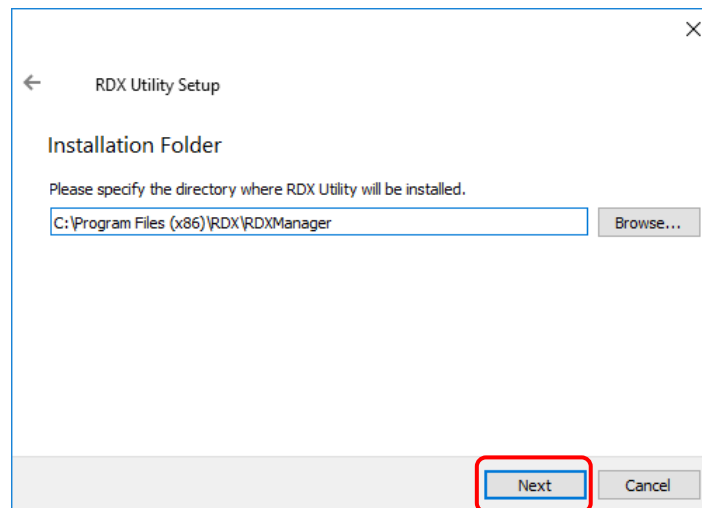 RDX Utility Setup
Installation Folder
Please specify the directory where RDX Utility will be installed.
C:\Program Files (x86)\RDX\RDXManager
Browse...
Next
Cancel